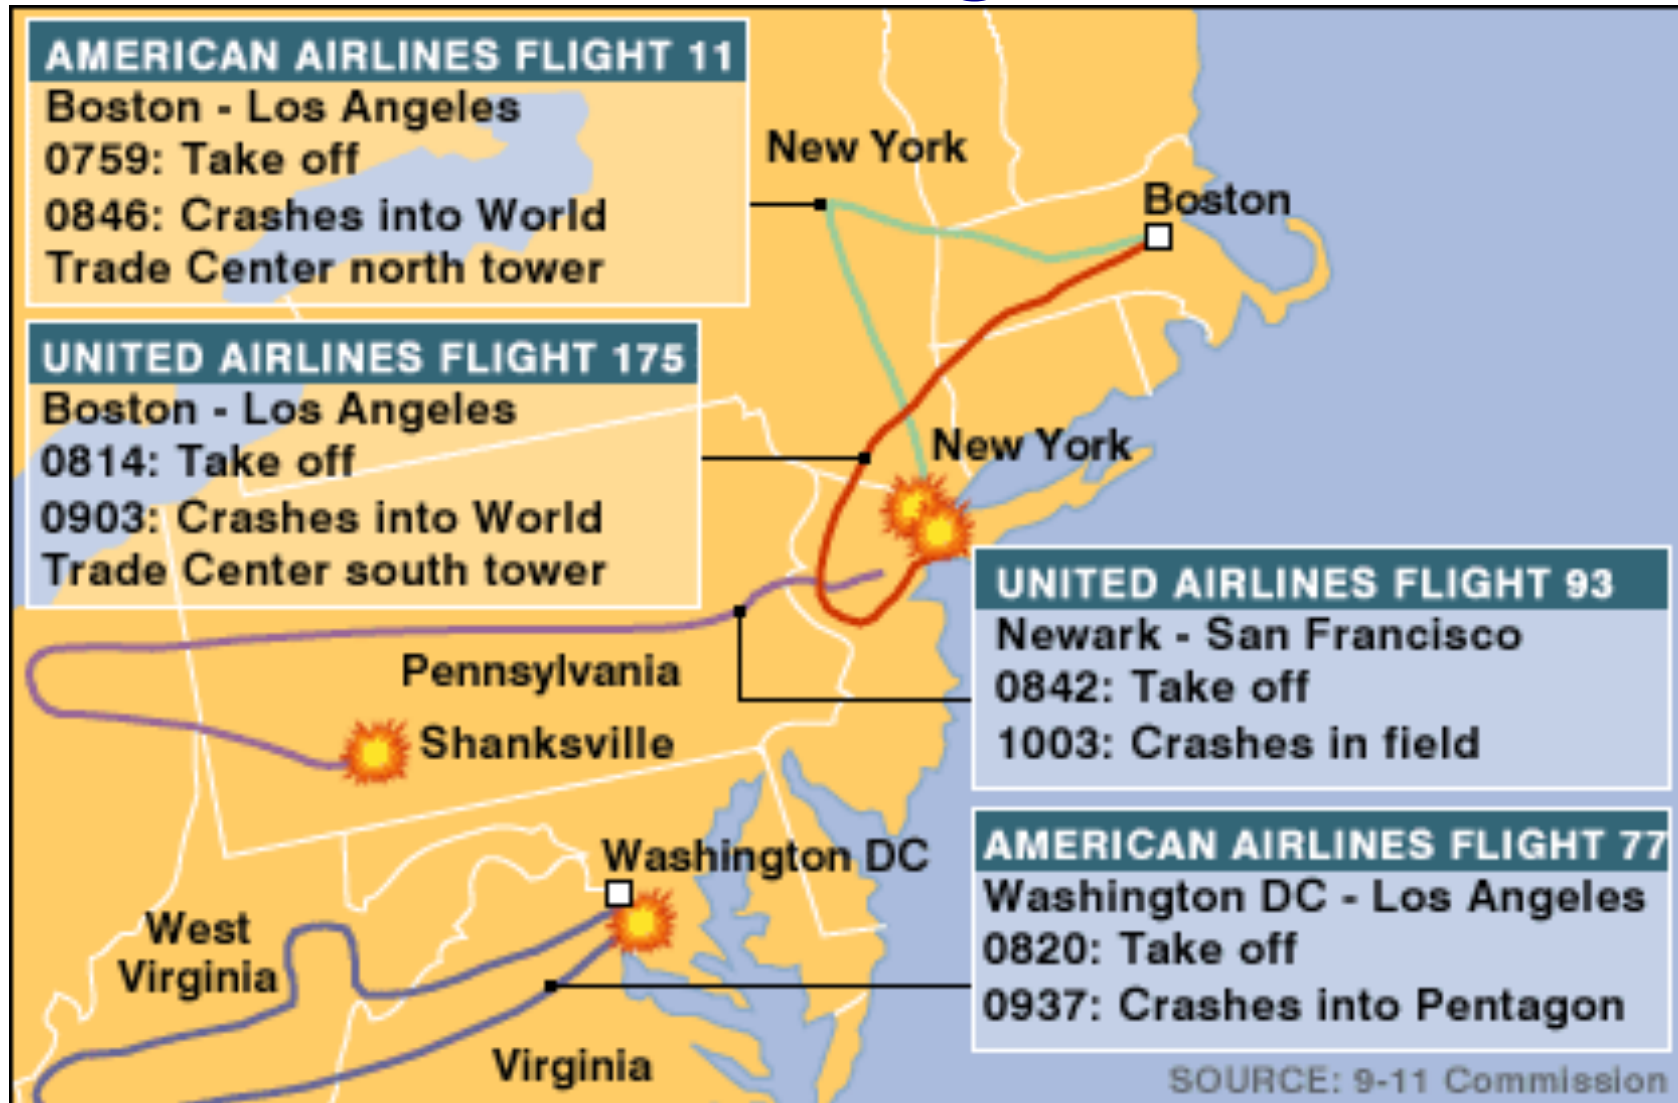 AMERICAN AIRLINES FLIGHT 11
Boston - Los Angeles
0759: Take off
0846: Crashes into World
Trade Center north tower
New York
Boston
UNITED AIRLINES FLIGHT 175
Boston - Los Angeles
0814: Take off
0903: Crashes into World
Trade Center south tower
New York
UNITED AIRLINES FLIGHT 93
Newark - San Francisco
0842: Take off
1003: Crashes in field
Pennsylvania
Shanksville
Washington DC
AMERICAN AIRLINES FLIGHT 77
Washington DC - Los Angeles
0820: Take off
0937: Crashes into Pentagon
West
Virginia
Virginia
SOURCE: 9-11 Commission